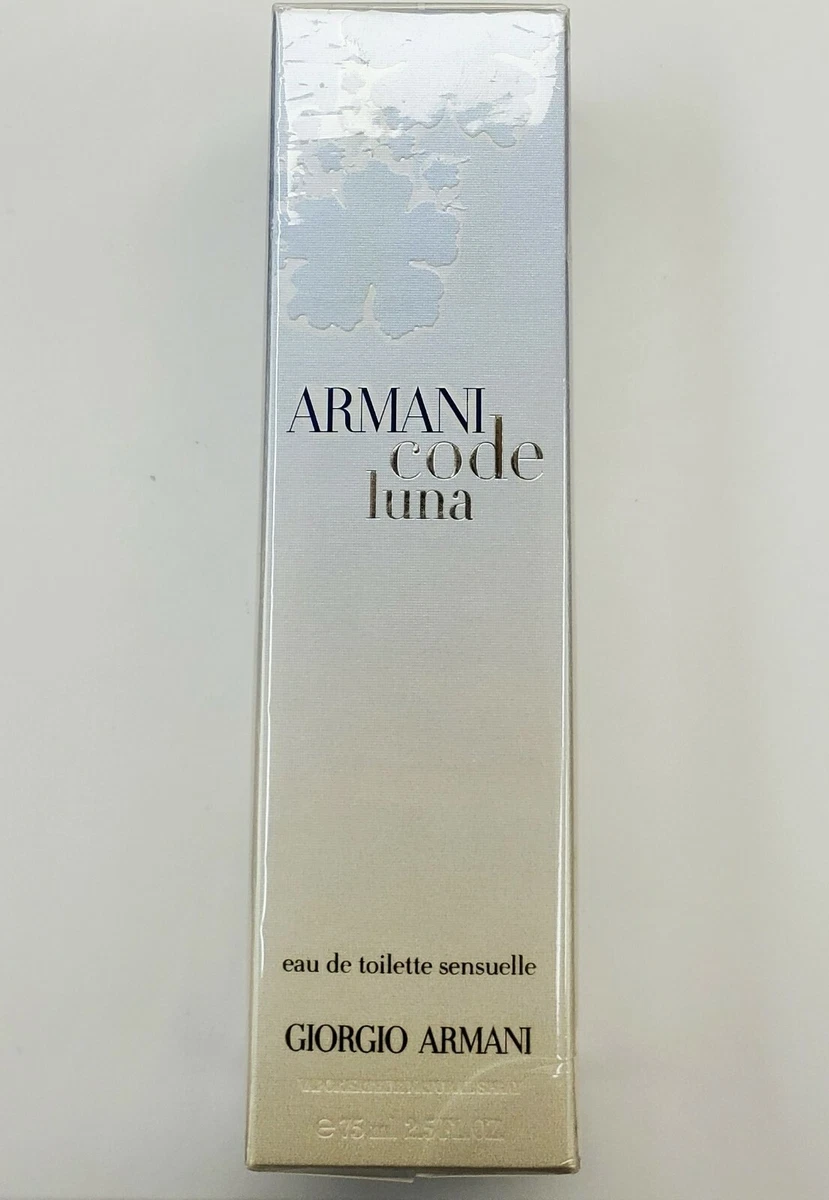 ARMANI
code
luna
eau de toilette sensuelle
GIORGIO ARMANI
e 75 ml 2.5 FL.OZ